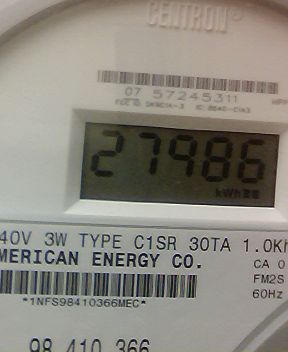 CENTRON®
07 57245311
27986
kWh
40V 3W TYPE C1SR 30TA 1.0Kh
MERICAN ENERGY CO.
CA 0
FM2S
60Hz
*1NFS98410366MEC*
98 410 366